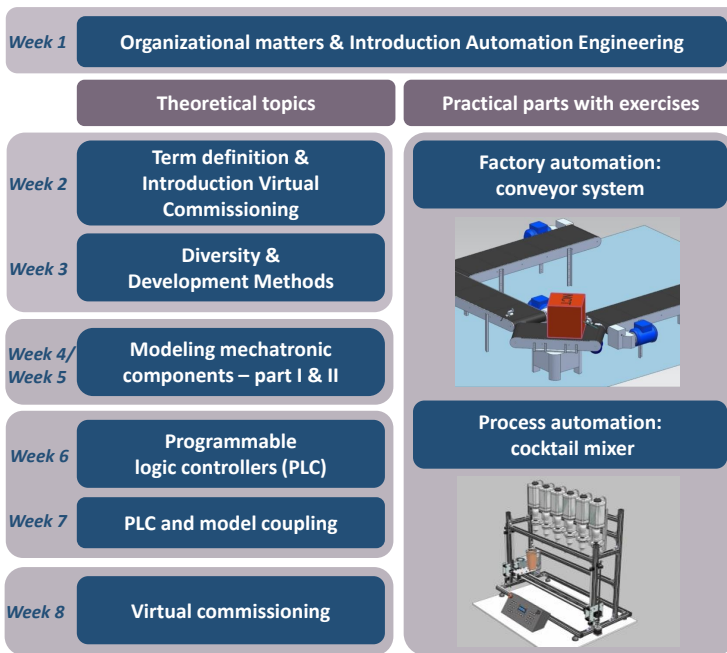 Week 1
Organizational matters & Introduction Automation Engineering
Theoretical topics
Practical parts with exercises
Week 2
Term definition &
Introduction Virtual
Commissioning
Week 3
Diversity &
Development Methods
Week 4/
Week 5
Modeling mechatronic
components – part I & II
Week 6
Programmable
logic controllers (PLC)
Week 7
PLC and model coupling
Week 8
Virtual commissioning
Factory automation:
conveyor system
Process automation:
cocktail mixer